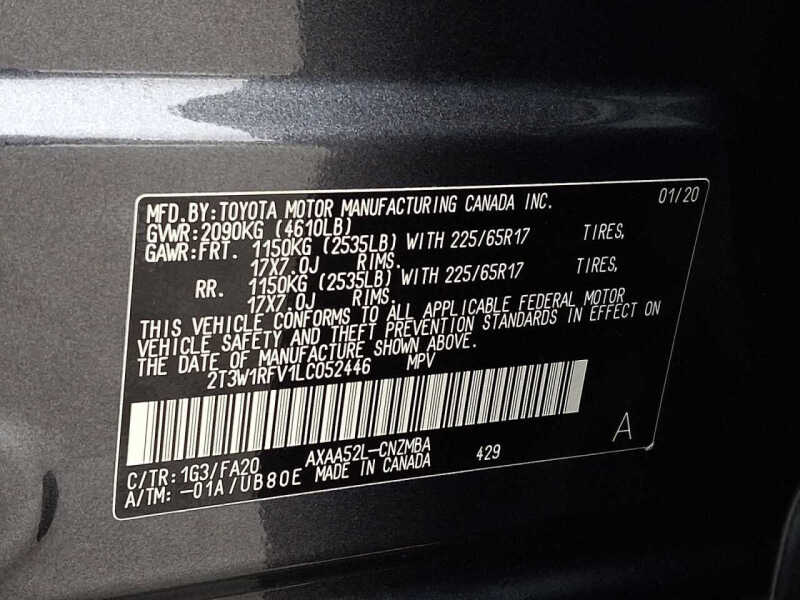 MFD. BY: TOYOTA MOTOR MANUFACTURING CANADA INC. 01/20
GVWR: 2090KG (4610LB)
GAWR: FRT. 1150KG (2535LB) WITH 225/65R17 TIRES,
17X7.0J RIMS.
RR. 1150KG (2535LB) WITH 225/65R17 TIRES,
17X7.0J RIMS.
THIS VEHICLE CONFORMS TO ALL APPLICABLE FEDERAL MOTOR
VEHICLE SAFETY AND THEFT PREVENTION STANDARDS IN EFFECT ON
THE DATE OF MANUFACTURE SHOWN ABOVE.
2T3W1RFV1LC052446 MPV
C/TR: 1G3/FA20 AXAA52L-CNZMBA 429 A
A/TM: -01A/UB80E MADE IN CANADA